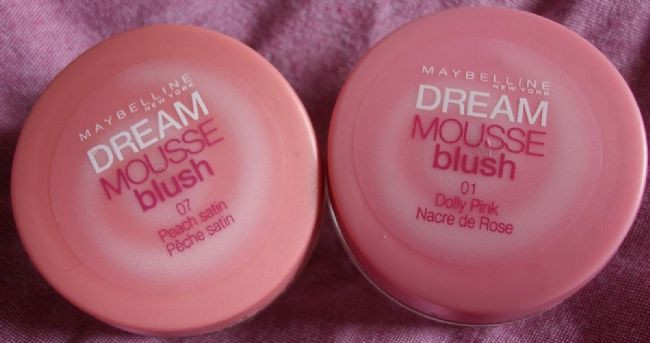 MAYBELLINE
NEW YORK
DREAM
MOUSSE
blush
07
Peach satin
Pêche satin
MAYBELLINE
NEW YORK
DREAM
MOUSSE
blush
01
Dolly Pink
Nacre de Rose